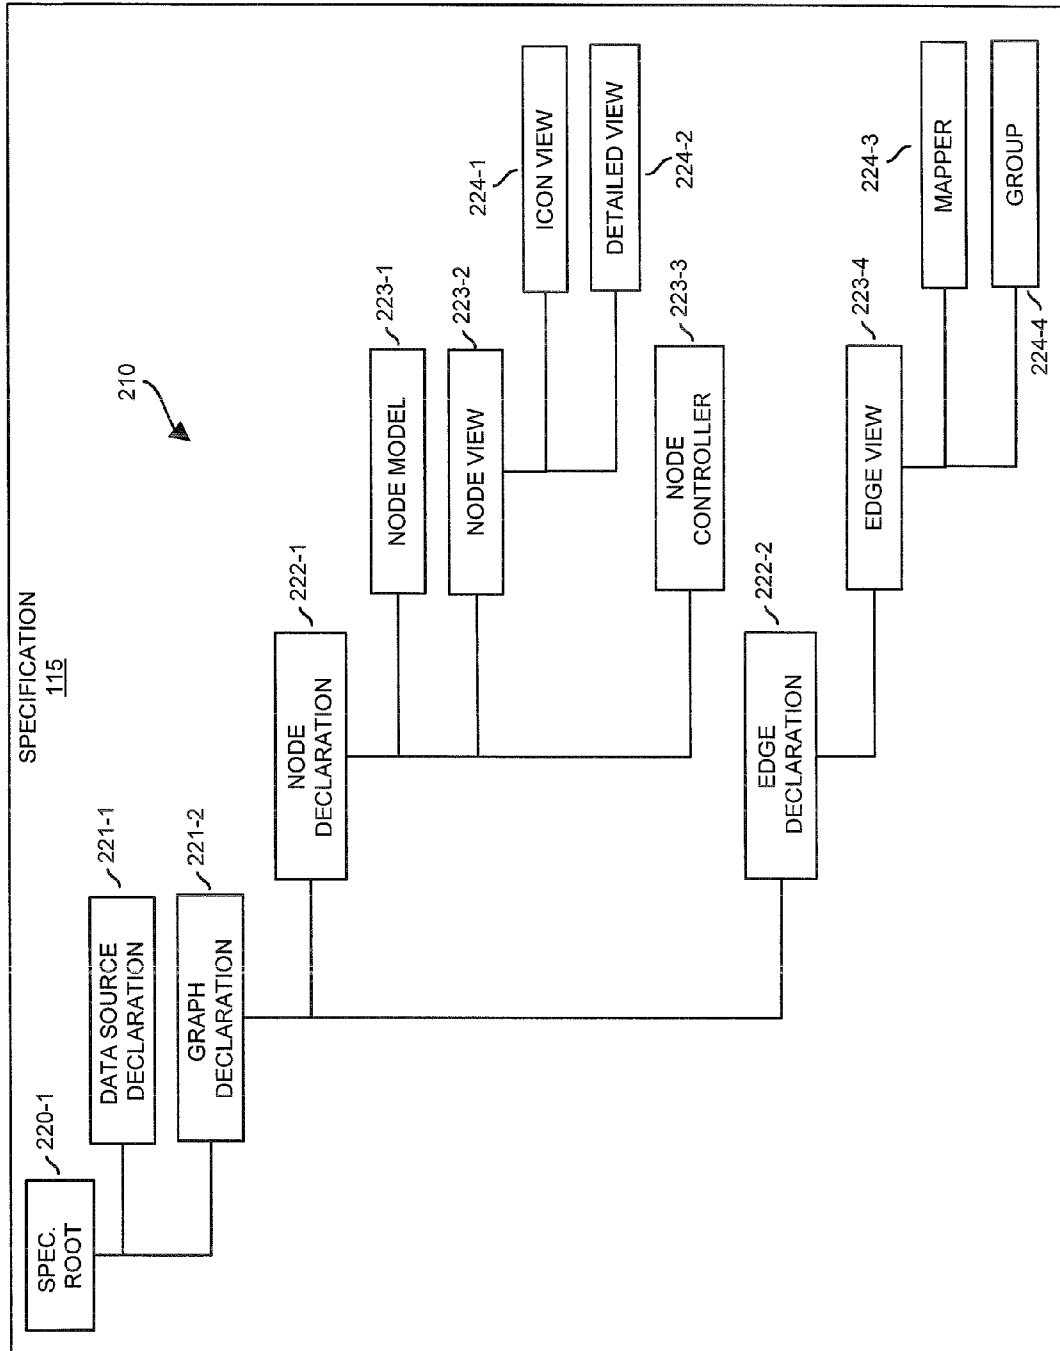 SPECIFICATION
115
210
SPEC.
ROOT
220-1
DATA SOURCE
DECLARATION
221-1
GRAPH
DECLARATION
221-2
NODE
DECLARATION
222-1
NODE MODEL
223-1
NODE VIEW
223-2
ICON VIEW
224-1
DETAILED VIEW
224-2
NODE
CONTROLLER
223-3
EDGE
DECLARATION
222-2
EDGE VIEW
223-4
MAPPER
224-3
GROUP
224-4